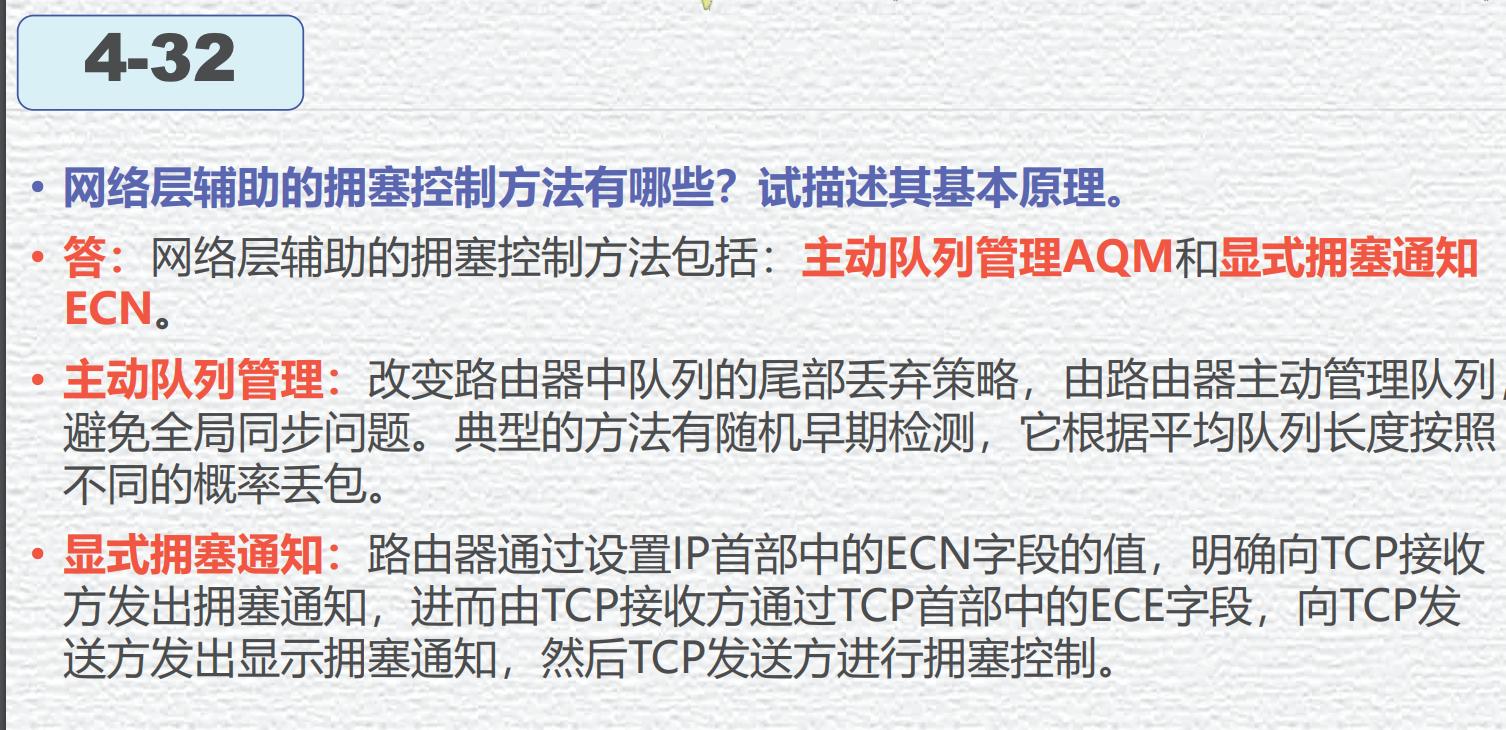 4-32
• 网络层辅助的拥塞控制方法有哪些？试描述其基本原理。
• 答：网络层辅助的拥塞控制方法包括：主动队列管理AQM和显式拥塞通知
ECN。
• 主动队列管理：改变路由器中队列的尾部丢弃策略，由路由器主动管理队列，
避免全局同步问题。典型的方法有随机早期检测，它根据平均队列长度按照
不同的概率丢包。
• 显式拥塞通知：路由器通过设置IP首部中的ECN字段的值，明确向TCP接收
方发出拥塞通知，进而由TCP接收方通过TCP首部中的ECE字段，向TCP发
送方发出显示拥塞通知，然后TCP发送方进行拥塞控制。